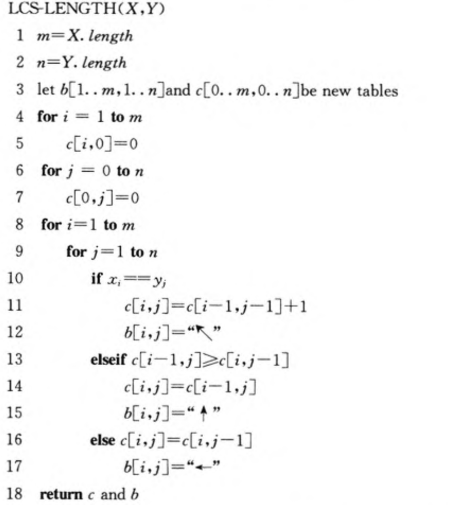 LCS-LENGTH(X,Y)
1 m=X. length
2 n=Y. length
3 let b[1..m,1..n]and c[0..m,0..n]be new tables
4 for i = 1 to m
5 c[i,0]=0
6 for j = 0 to n
7 c[0,j]=0
8 for i=1 to m
9 for j=1 to n
10 if xᵢ==yⱼ
11 c[i,j]=c[i-1,j-1]+1
12 b[i,j]="↖"
13 elseif c[i-1,j]⩾c[i,j-1]
14 c[i,j]=c[i-1,j]
15 b[i,j]="↑"
16 else c[i,j]=c[i,j-1]
17 b[i,j]="←"
18 return c and b